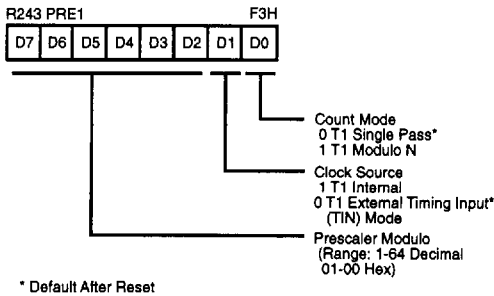 R243 PRE1 F3H
D7 D6 D5 D4 D3 D2 D1 D0
Count Mode
0 T1 Single Pass*
1 T1 Modulo N
Clock Source
1 T1 Internal
0 T1 External Timing Input*
(TIN) Mode
Prescaler Modulo
(Range: 1-64 Decimal
01-00 Hex)
* Default After Reset